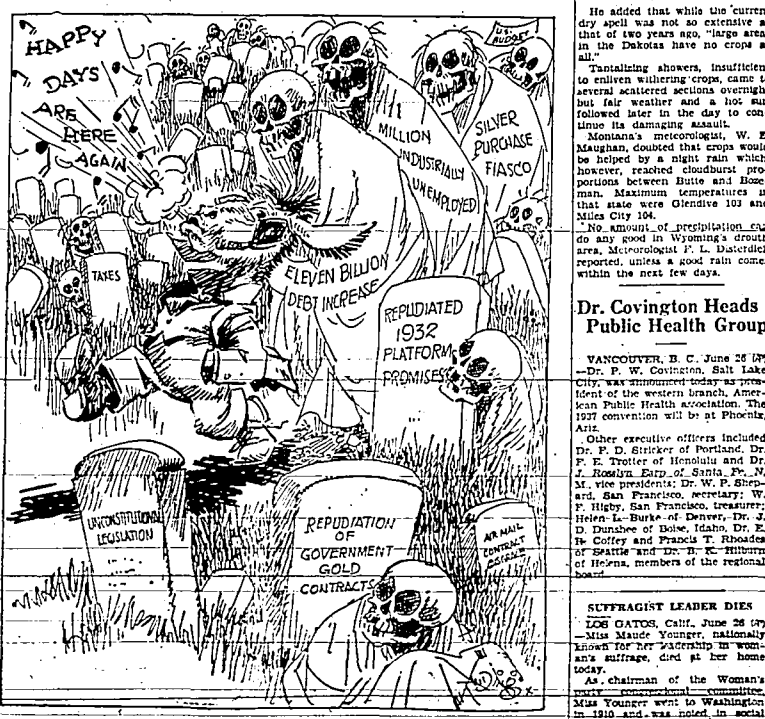 HAPPY
DAYS
ARE
HERE
AGAIN
U.S.
BUDGET
11
MILLION
INDUSTRIALLY
UNEMPLOYED
SILVER
PURCHASE
FIASCO
ELEVEN BILLION
DEBT INCREASE
TAXES
REPUDIATED
1932
PLATFORM
PROMISES
UNCONSTITUTIONAL
LEGISLATION
REPUDIATION
OF
GOVERNMENT
GOLD
CONTRACTS
AIR MAIL
CONTRACT
He added that while the curren
dry spell was not so extensive a
that of two years ago, "large area
in the Dakotas have no crops a
all."
Tantalizing showers, insufficien
to enliven withering crops, came t
several scattered sections overnigh
but fair weather and a hot sun
followed later in the day to con
tinue its damaging assault.
Montana's meteorologist, W. E
Maughan, doubted that crops would
be helped by a night rain which
however, reached cloudburst pro-
portions between Butte and Boze-
man. Maximum temperatures in
that state were Glendive 103 and
Miles City 104.
No amount of precipitation can
do any good in Wyoming's drouth
area, Meteorologist F. L.
reported, unless a good rain comes
within the next few days.
Dr. Covington Heads
Public Health Group
VANCOUVER, B. C. June 26 (AP)
—Dr. P. W. Covington, Salt Lake
City, was announced today as pres-
ident of the western branch, Amer-
ican Public Health association. The
1937 convention will be at Phoenix,
Ariz.
Other executive officers included
Dr. F. D. Stricker of Portland, Dr.
F. E. Trotter of Honolulu and Dr.
J. Rosalyn Earp of Santa Fe, N.
M., vice presidents; Dr. W. P. Shep-
ard, San Francisco, secretary; W.
F. Higby, San Francisco, treasurer;
Helen L. Burke of Denver, Dr. J.
D. Dunshee of Boise, Idaho, Dr. E.
R. Coffey and Francis T. Rhoades
of Seattle and Dr. B. K. Kilburn
of Helena, members of the regional
board.
SUFFRAGIST LEADER DIES
LOS GATOS, Calif., June 26 (AP)
—Miss Maude Younger, nationally
known for her leadership in wom-
an's suffrage, died at her home
today.
As chairman of the Woman's
party congressional committee,
Miss Younger went to Washington
in 1910 and was noted in social